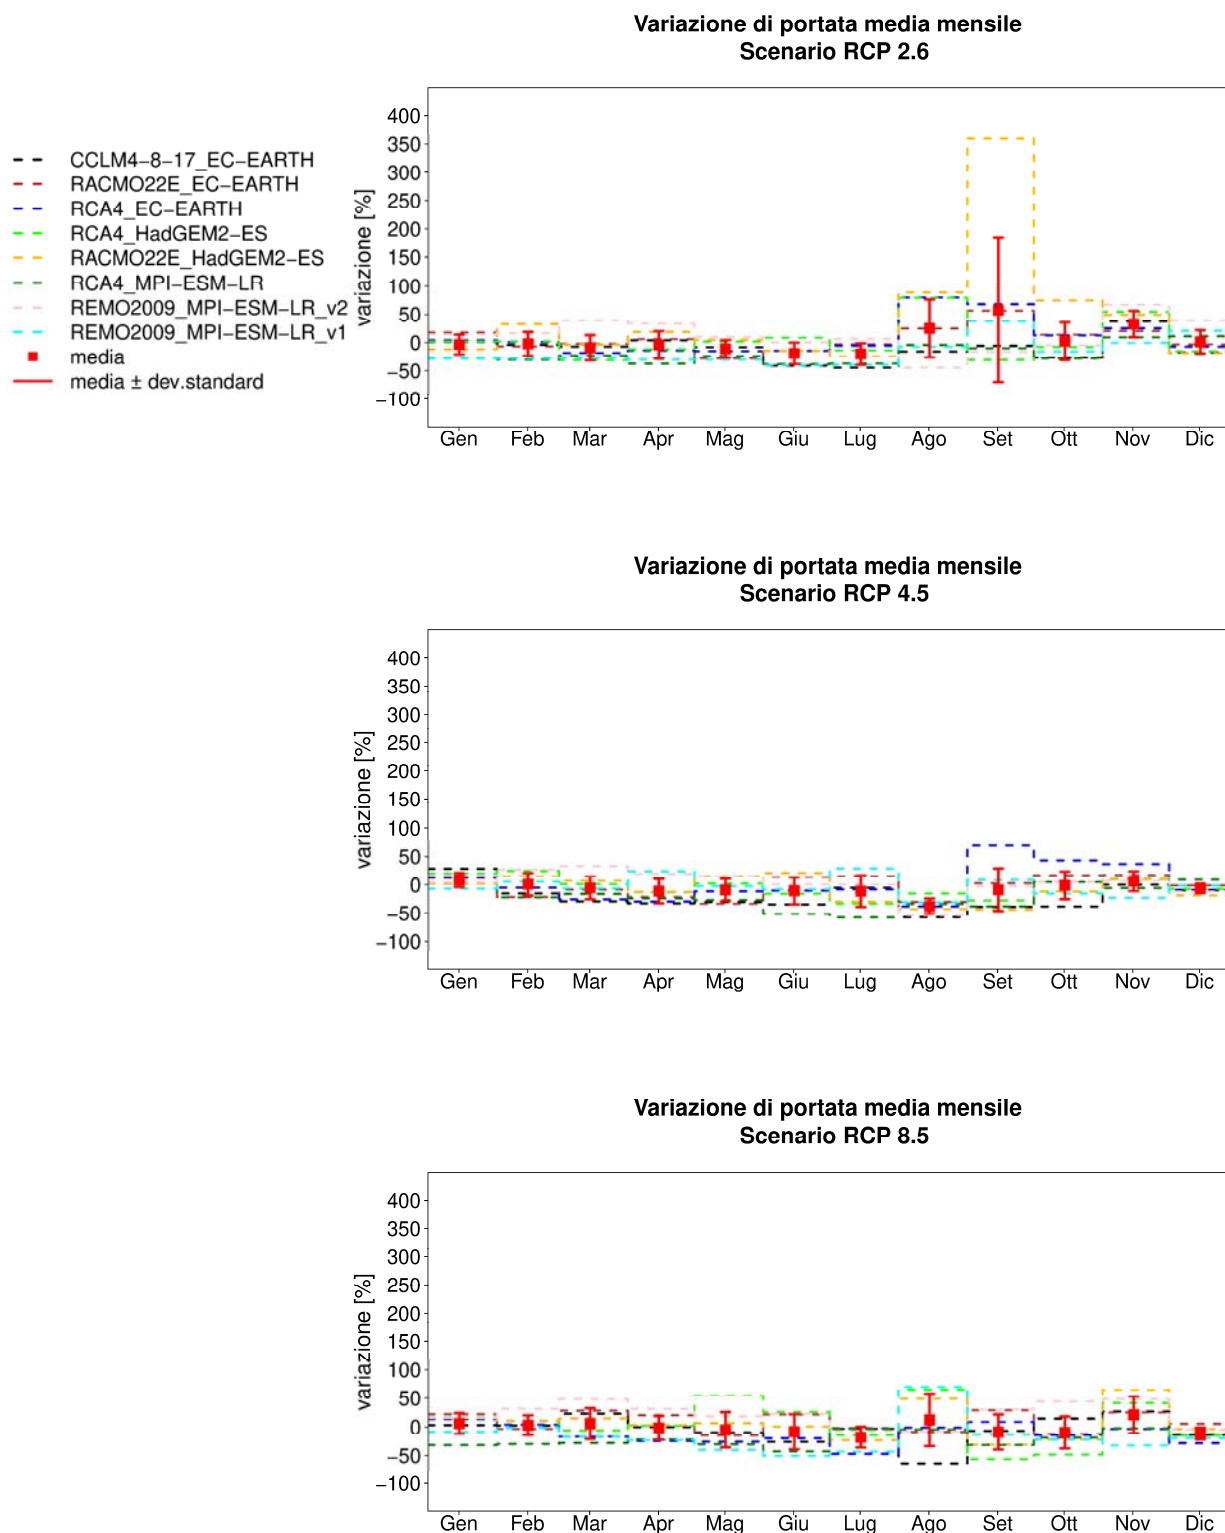 Variazione di portata media mensile
Scenario RCP 2.6
CCLM4−8−17_EC−EARTH
RACMO22E_EC−EARTH
RCA4_EC−EARTH
RCA4_HadGEM2−ES
RACMO22E_HadGEM2−ES
RCA4_MPI−ESM−LR
REMO2009_MPI−ESM−LR_v2
REMO2009_MPI−ESM−LR_v1
media
media ± dev.standard
variazione [%]
400
350
300
250
200
150
100
50
0
−50
−100
Gen Feb Mar Apr Mag Giu Lug Ago Set Ott Nov Dic
Variazione di portata media mensile
Scenario RCP 4.5
variazione [%]
400
350
300
250
200
150
100
50
0
−50
−100
Gen Feb Mar Apr Mag Giu Lug Ago Set Ott Nov Dic
Variazione di portata media mensile
Scenario RCP 8.5
variazione [%]
400
350
300
250
200
150
100
50
0
−50
−100
Gen Feb Mar Apr Mag Giu Lug Ago Set Ott Nov Dic